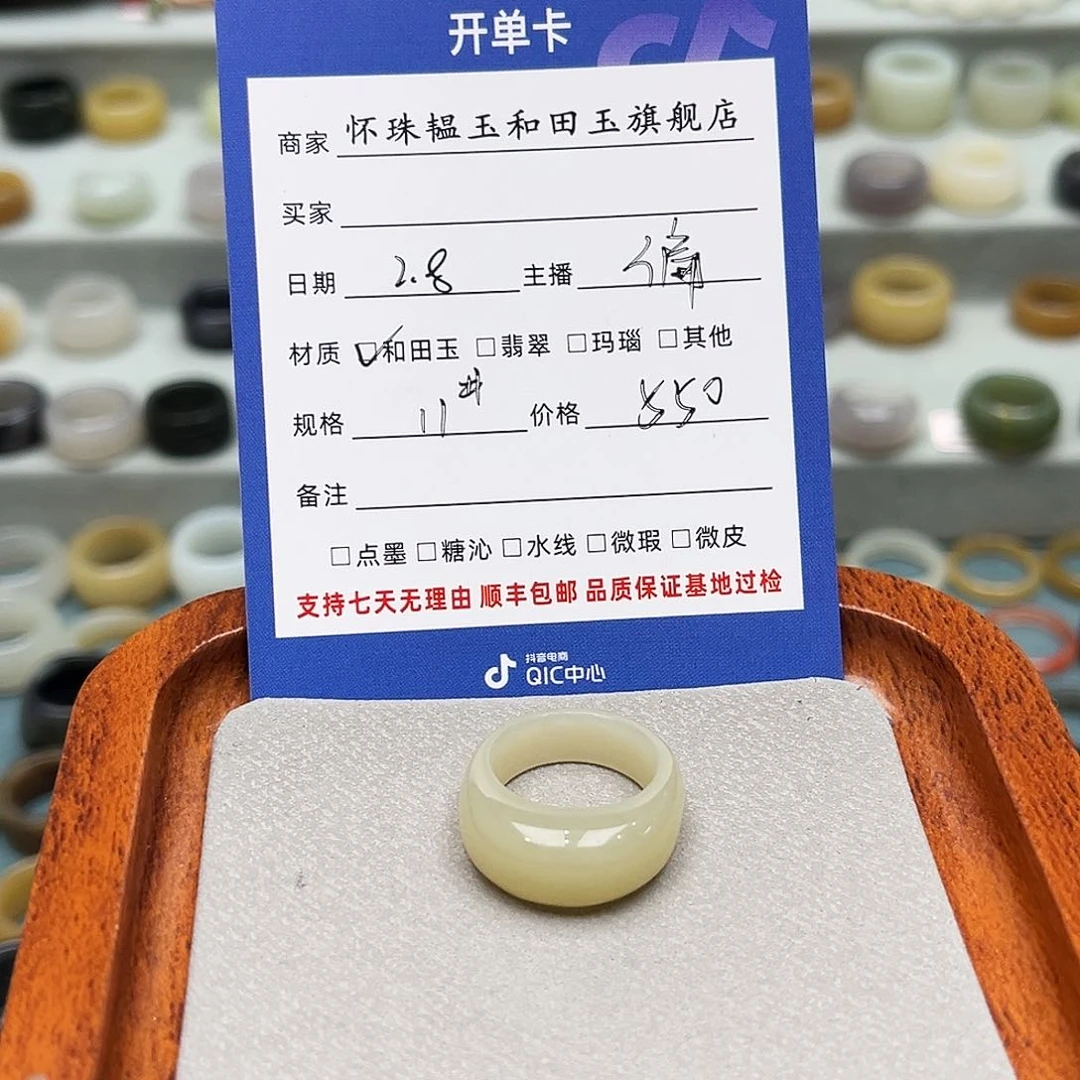 开单卡
商家 怀珠韫玉和田玉旗舰店
买家
日期 2.8 主播
材质 ☑和田玉 □翡翠 □玛瑙 □其他
规格 11# 价格 550
备注
□点墨 □糖沁 □水线 □微瑕 □微皮
支持七天无理由 顺丰包邮 品质保证基地过检
抖音电商
QIC中心